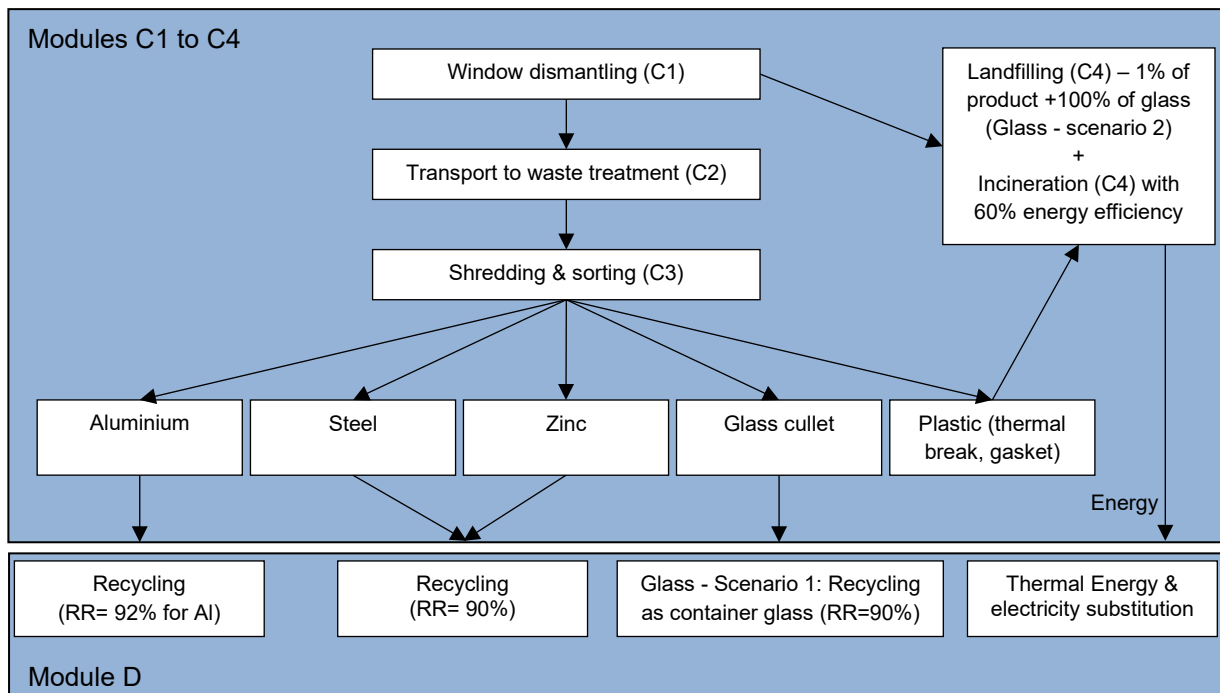 Modules C1 to C4
Window dismantling (C1)
Landfilling (C4) – 1% of
product +100% of glass
(Glass - scenario 2)
+
Incineration (C4) with
60% energy efficiency
Transport to waste treatment (C2)
Shredding & sorting (C3)
Aluminium
Steel
Zinc
Glass cullet
Plastic (thermal
break, gasket)
Energy
Recycling
(RR= 92% for Al)
Recycling
(RR= 90%)
Glass - Scenario 1: Recycling
as container glass (RR=90%)
Thermal Energy &
electricity substitution
Module D